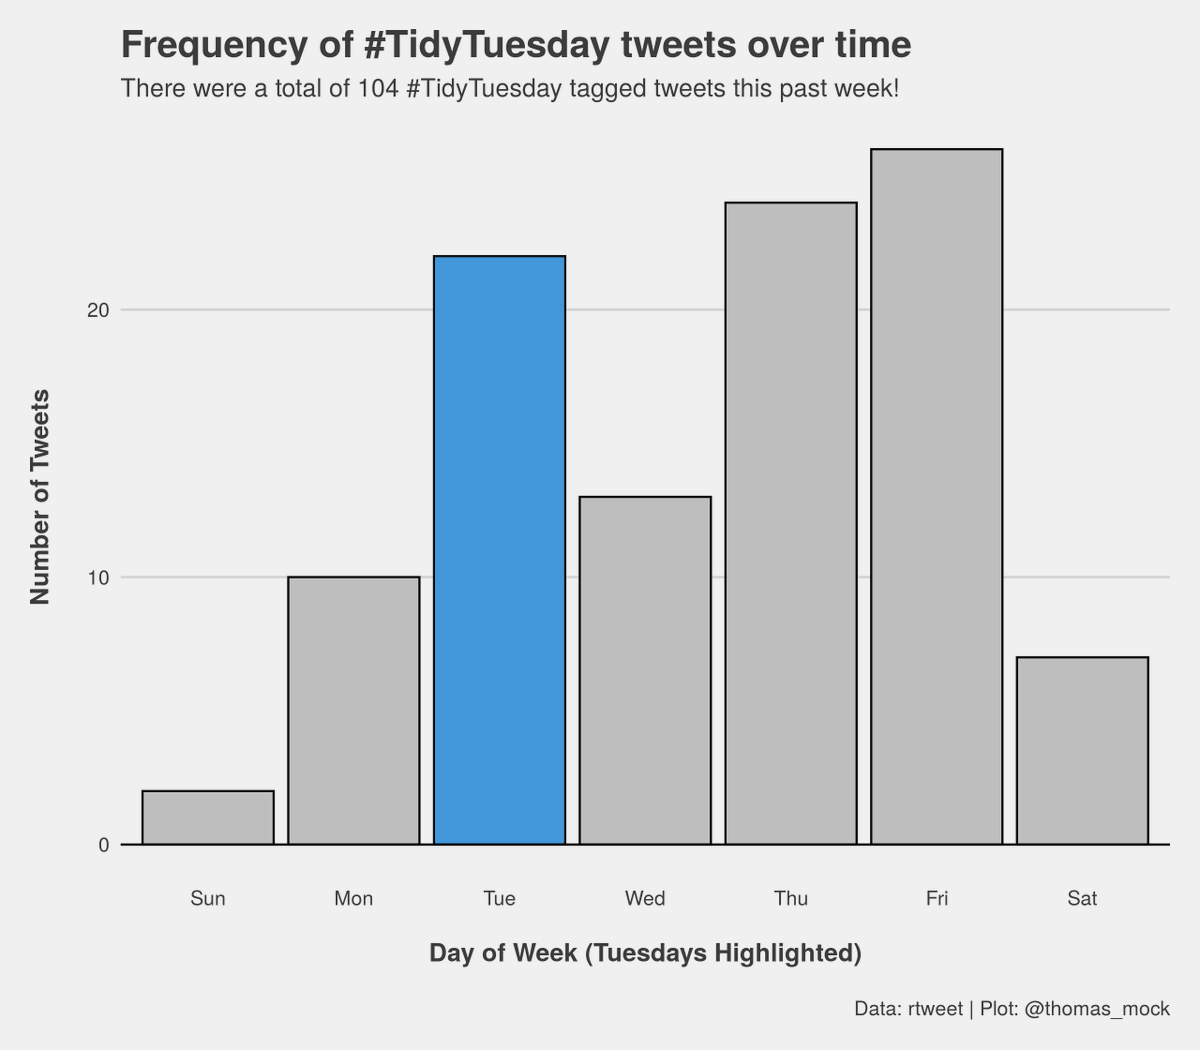 Frequency of #TidyTuesday tweets over time
There were a total of 104 #TidyTuesday tagged tweets this past week!
Number of Tweets
20
10
0
Sun Mon Tue Wed Thu Fri Sat
Day of Week (Tuesdays Highlighted)
Data: rtweet | Plot: @thomas_mock